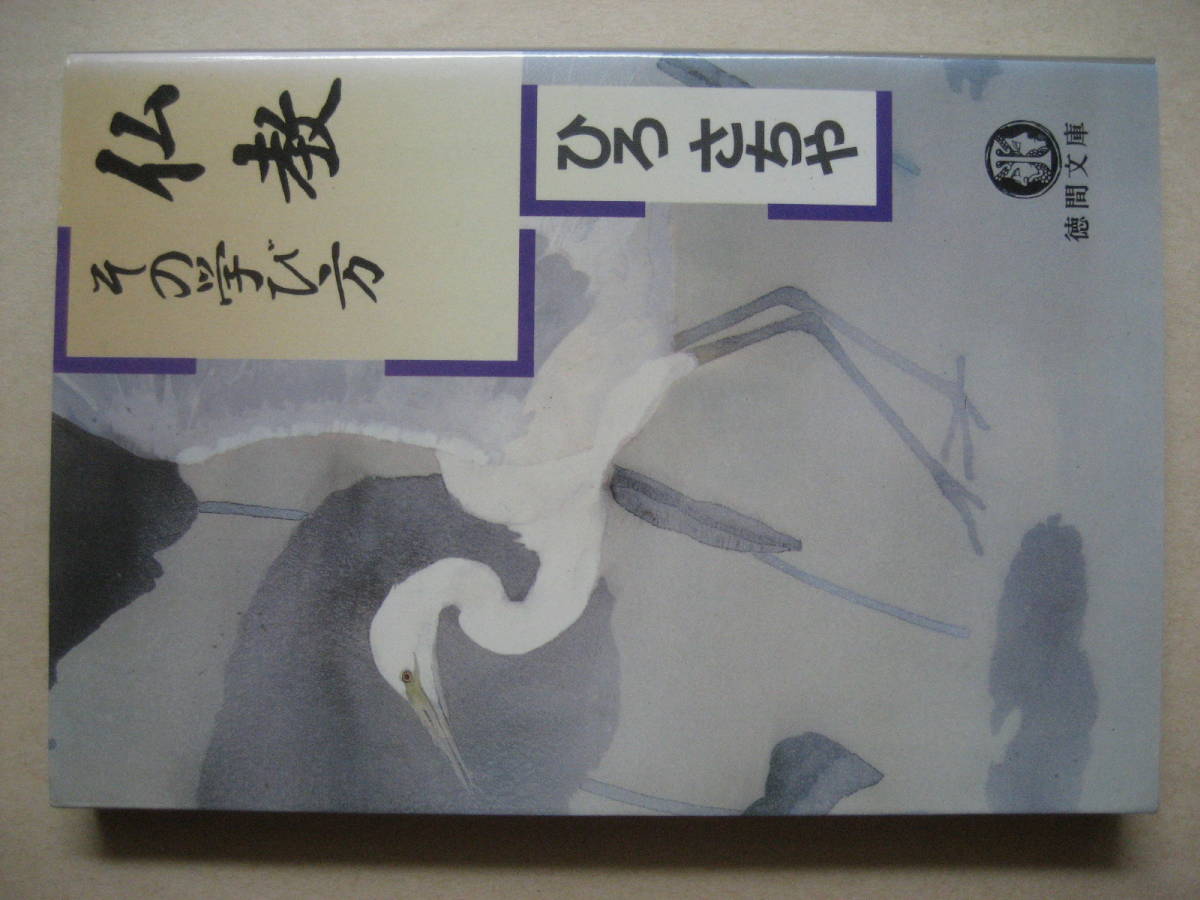 仏教
その学び方
ひろ さちや
徳間文庫